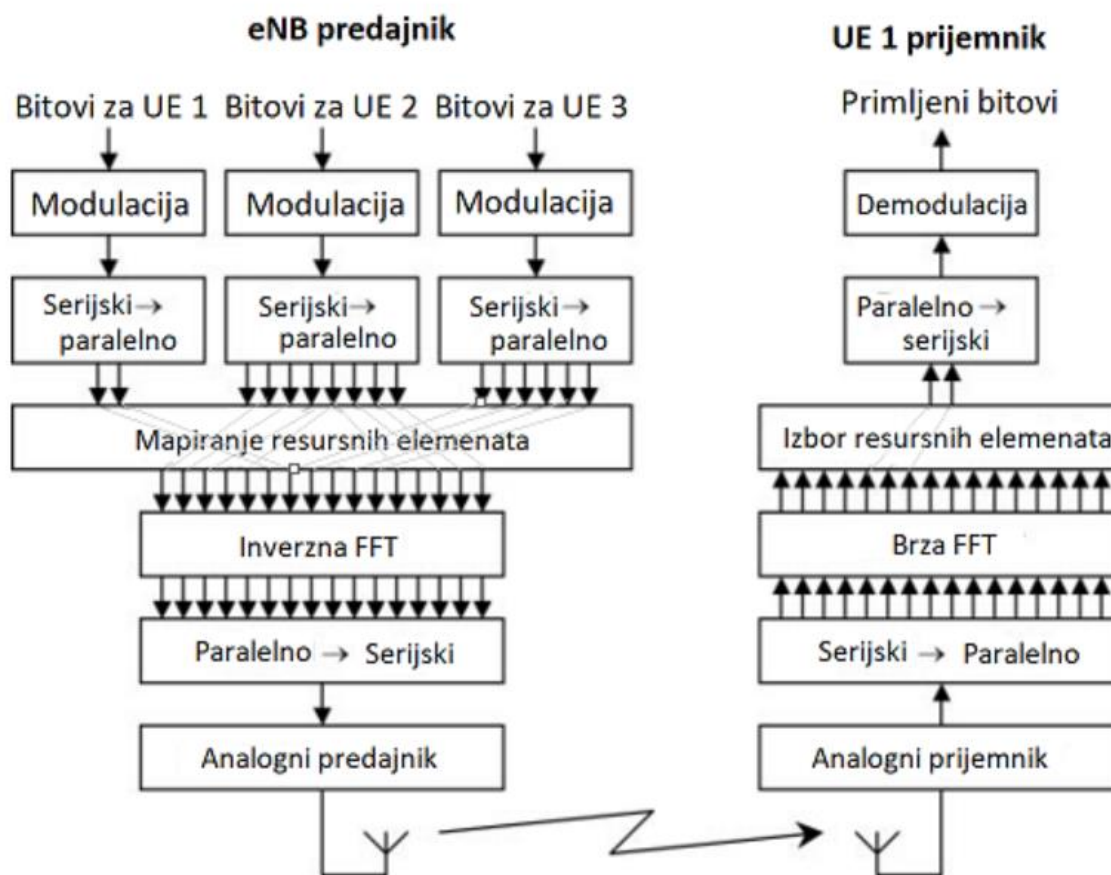 eNB predajnik
Bitovi za UE 1
Bitovi za UE 2
Bitovi za UE 3
Modulacija
Modulacija
Modulacija
Serijski→
paralelno
Serijski→
paralelno
Serijski→
paralelno
Mapiranje resursnih elemenata
Inverzna FFT
Paralelno → Serijski
Analogni predajnik
UE 1 prijemnik
Primljeni bitovi
Demodulacija
Paralelno →
serijski
Izbor resursnih elemenata
Brza FFT
Serijski → Paralelno
Analogni prijemnik